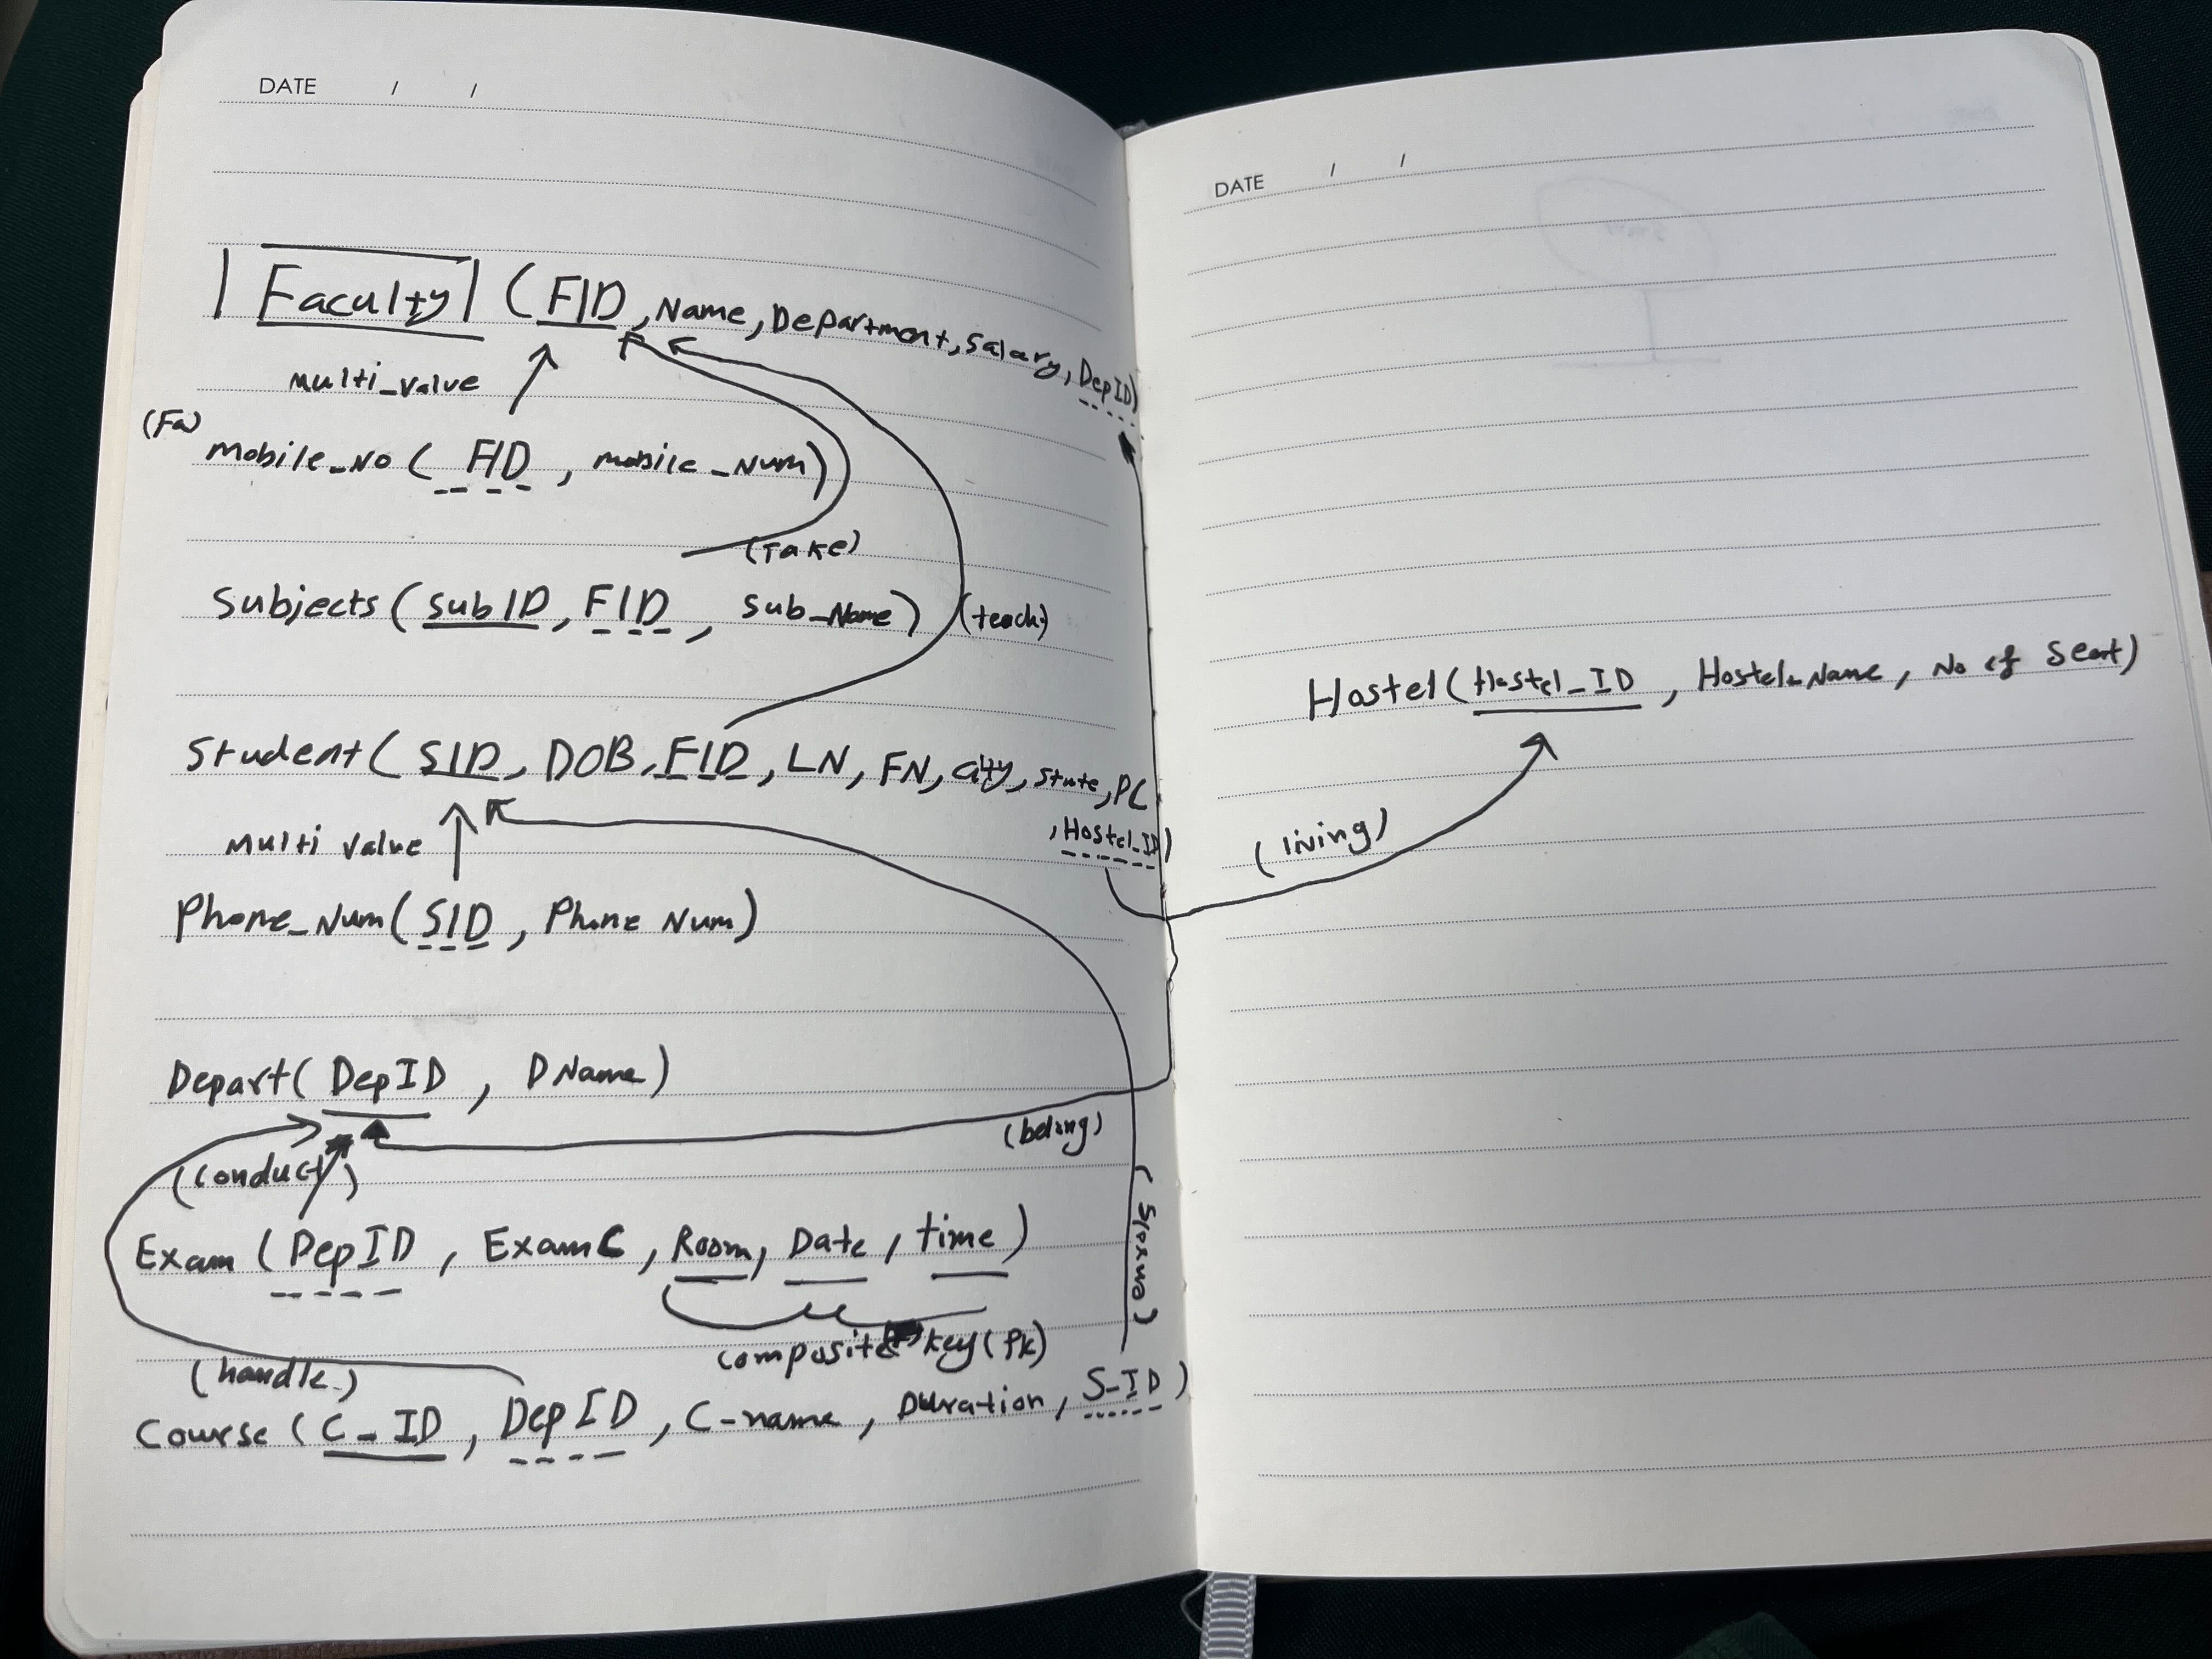 DATE / /
Faculty (FID, Name, Department, Salary, DepID)
Multi_value
(Fa)
Mobile_No (FID, mobile_Num)
(Take)
Subjects (subID, FID, sub_Name) (teach)
Student (SID, DOB, FID, LN, FN, City, State, PC
, Hostel_ID)
Multi value
Phone_Num (SID, Phone Num)
Depart (DepID, DName)
(belong)
(Conduct)
Exam (DepID, ExamC, Room, Date, time)
composite key (Pk)
(handle)
Course (C_ID, DepID, C-name, Duration, S-ID)
DATE / /
Hostel (Hostel_ID, Hostel_Name, No of Seat)
(living)